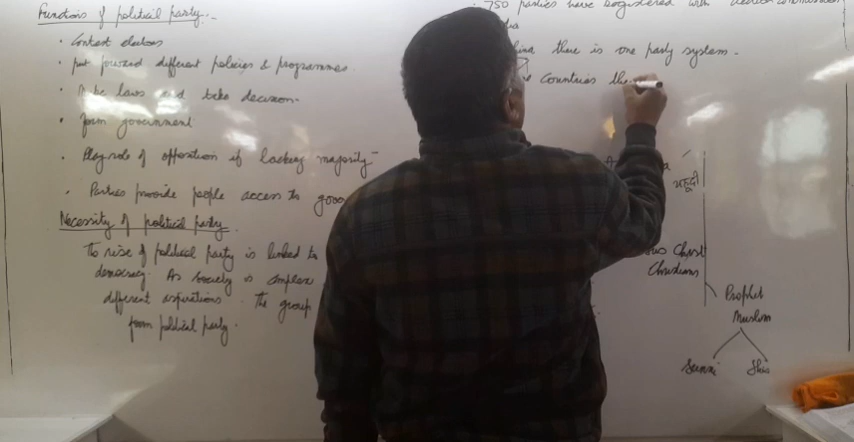 Functions of political party:-
• Contest elections
• put forward different policies & programmes
• laws and take decision.
• form government
• Play role of opposition if lacking majority
• Parties provide people access to
Necessity of political party.
The rise of political party is linked to
democracy. As society is complex
different aspirations the group
form political party.
750 parties have registered with
there is one party system.
Countries the
Christ
Christians
Prophet
Muslim
Sunni Shia